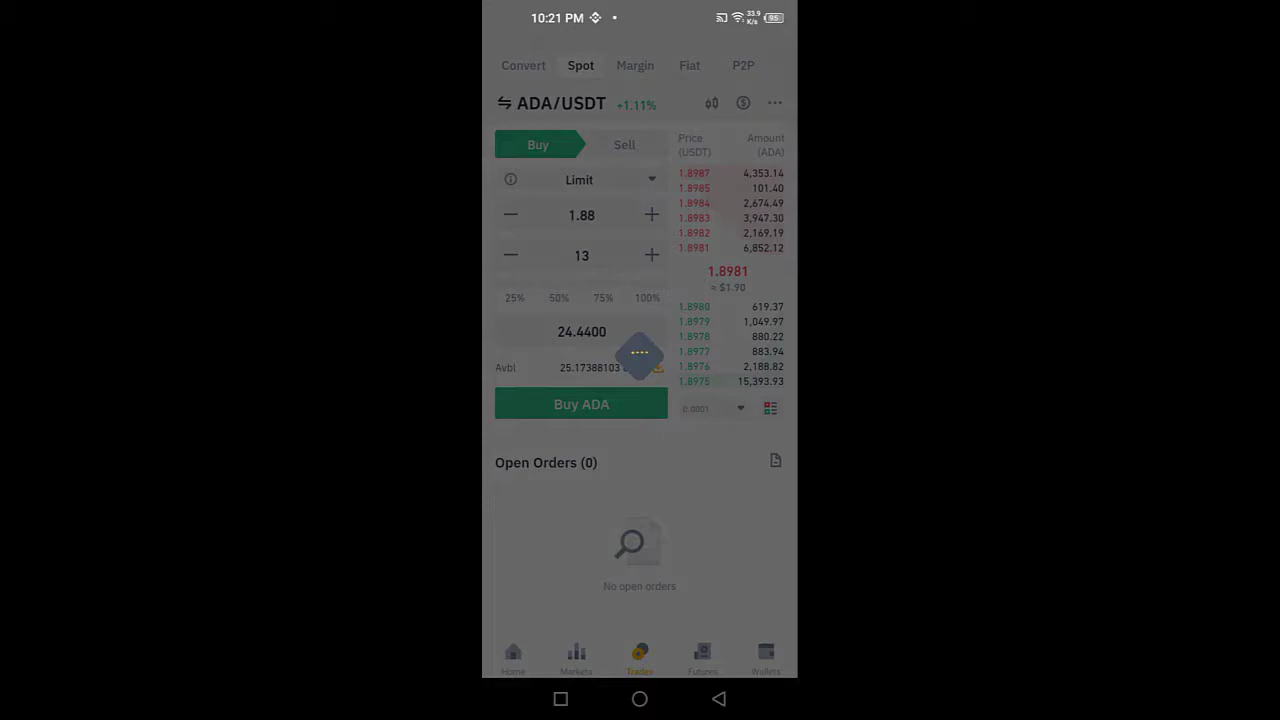 10:21 PM
33.9 K/s
95
Convert Spot Margin Fiat P2P
ADA/USDT +1.11%
Buy Sell
Limit
1.88
13
25% 50% 75% 100%
24.4400
Avbl 25.17388103
Buy ADA
Price (USDT) Amount (ADA)
1.8987 4,353.14
1.8985 101.40
1.8984 2,674.49
1.8983 3,947.30
1.8982 2,169.19
1.8981 6,852.12
1.8981
≈ $1.90
1.8980 619.37
1.8979 1,049.97
1.8978 880.22
1.8977 883.94
1.8976 2,188.82
1.8975 15,393.93
0.0001
Open Orders (0)
No open orders
Home Markets Trades Futures Wallets